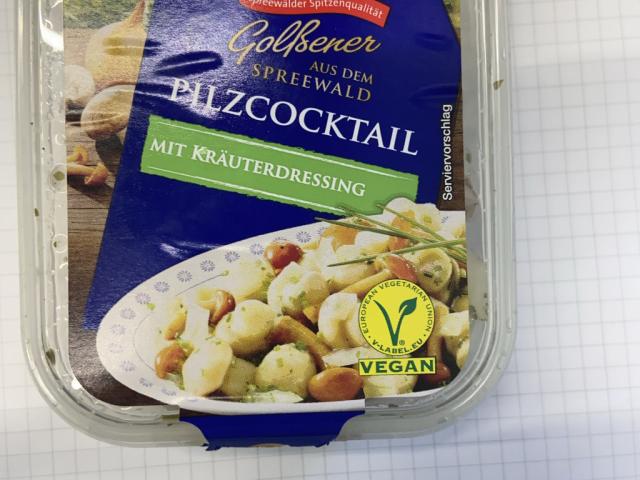 Spreewälder Spitzenqualität
Golßener
AUS DEM
SPREEWALD
PILZCOCKTAIL
MIT KRÄUTERDRESSING
Serviervorschlag
EUROPEAN VEGETARIAN UNION
V-LABEL.EU
VEGAN